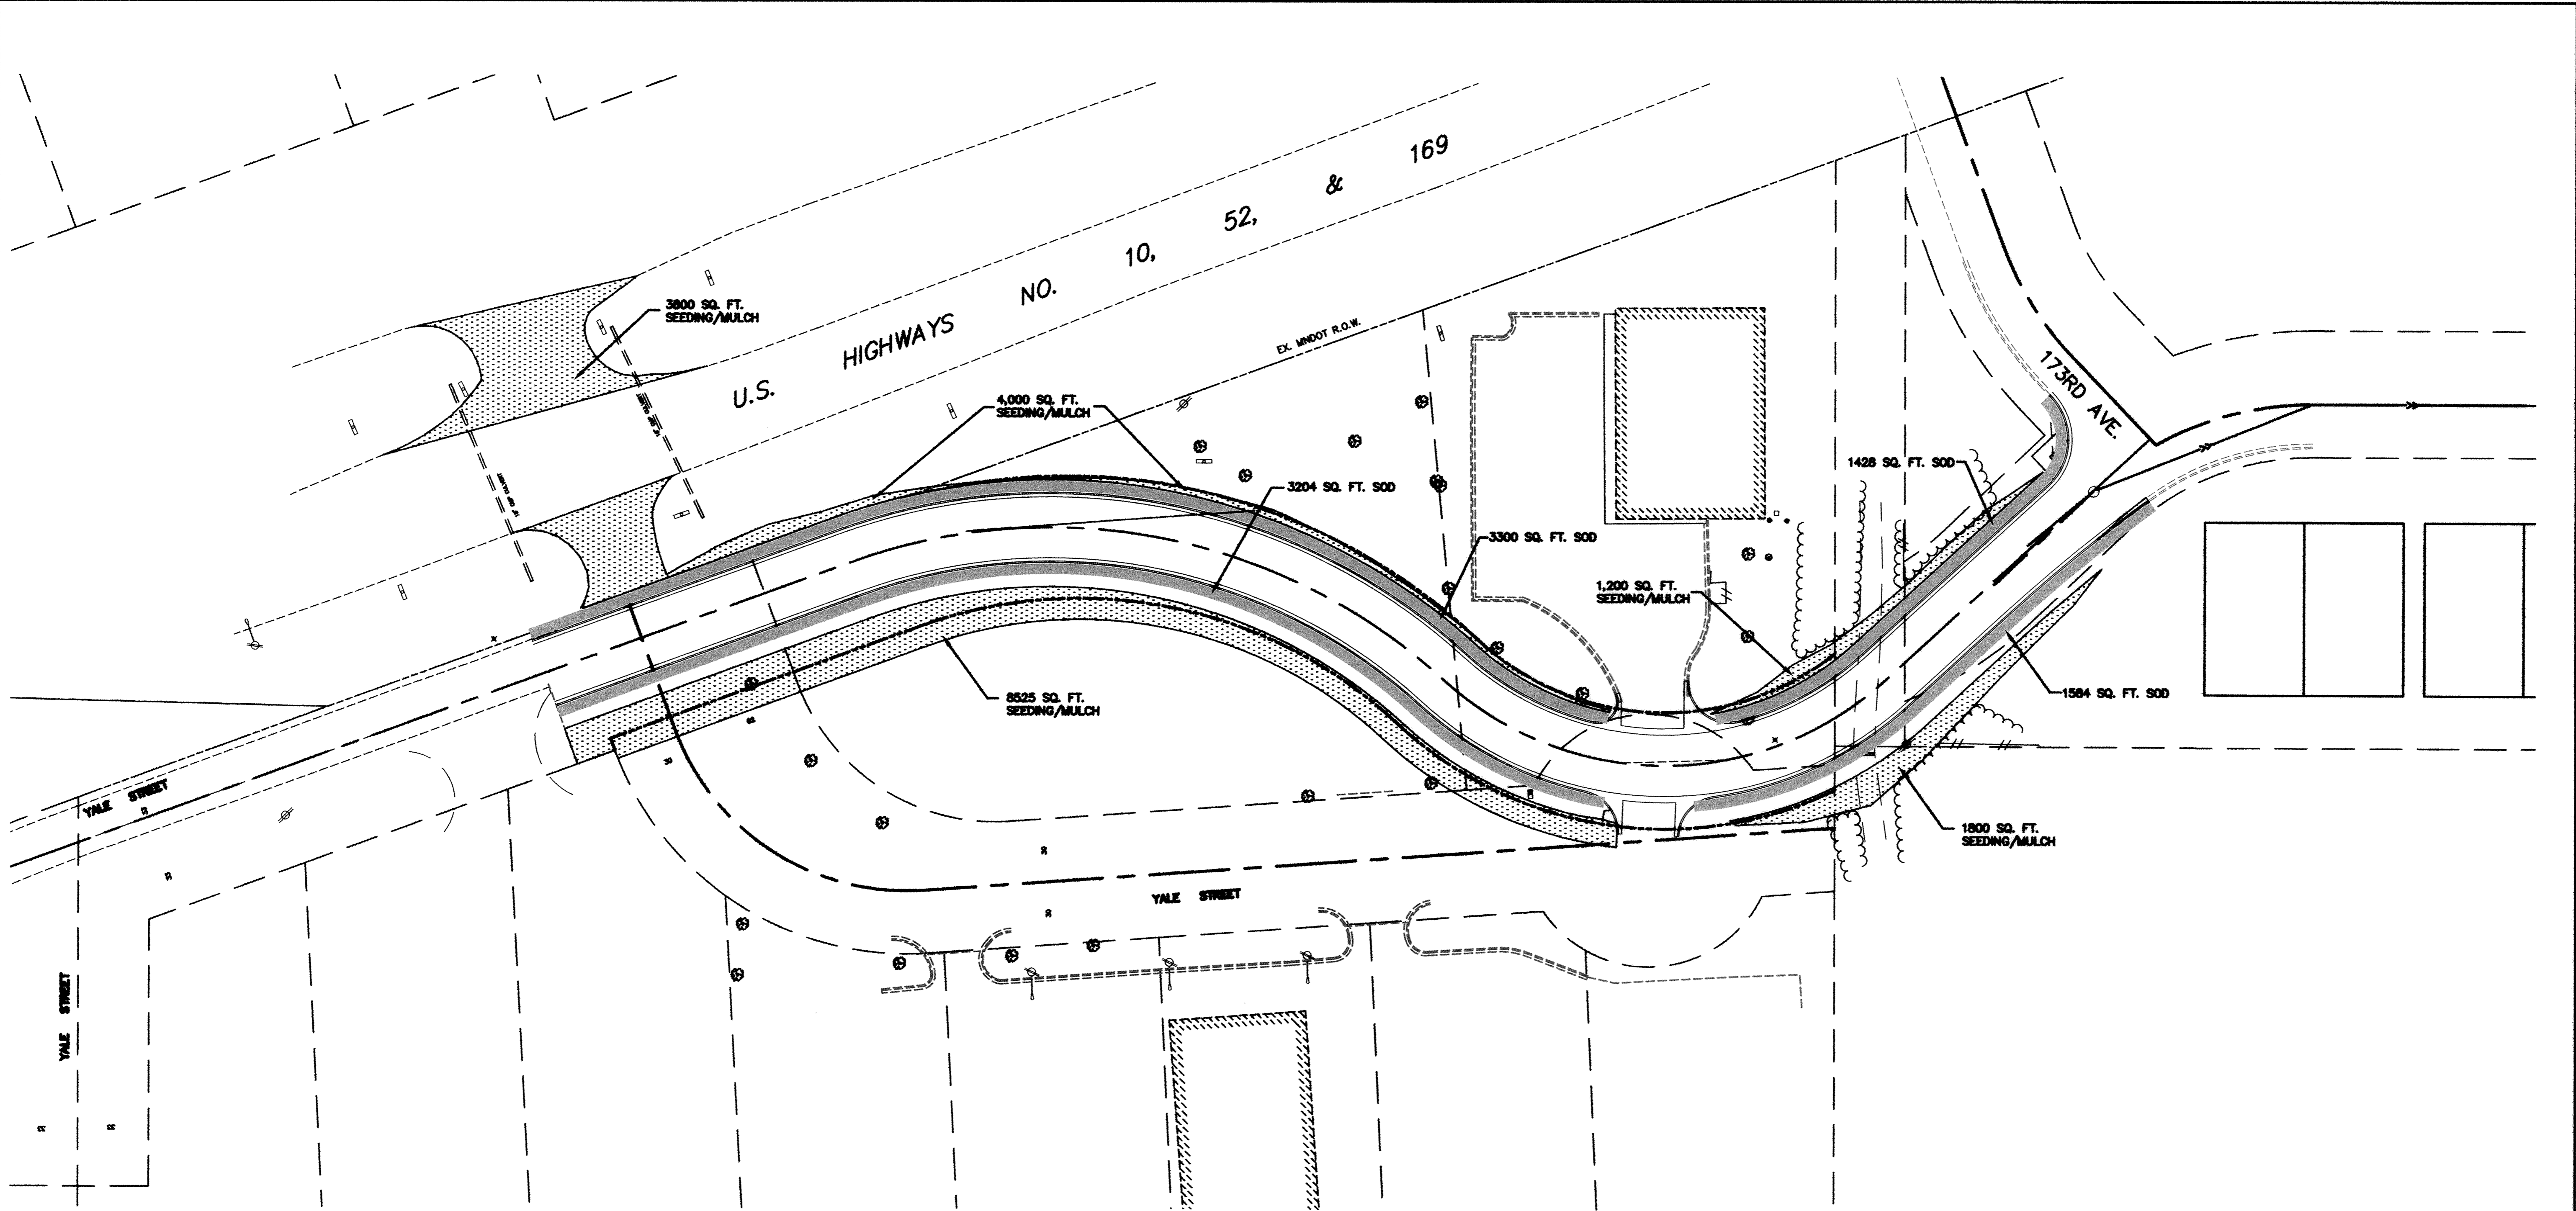 169
&
52,
10,
NO.
HIGHWAYS
U.S.
3800 SQ. FT.
SEEDING/MULCH
EX. MNDOT R.O.W.
173RD AVE.
4,000 SQ. FT.
SEEDING/MULCH
1428 SQ. FT. SOD
3204 SQ. FT. SOD
3300 SQ. FT. SOD
1,200 SQ. FT.
SEEDING/MULCH
8525 SQ. FT.
SEEDING/MULCH
1584 SQ. FT. SOD
YALE STREET
1800 SQ. FT.
SEEDING/MULCH
YALE STREET
YALE STREET